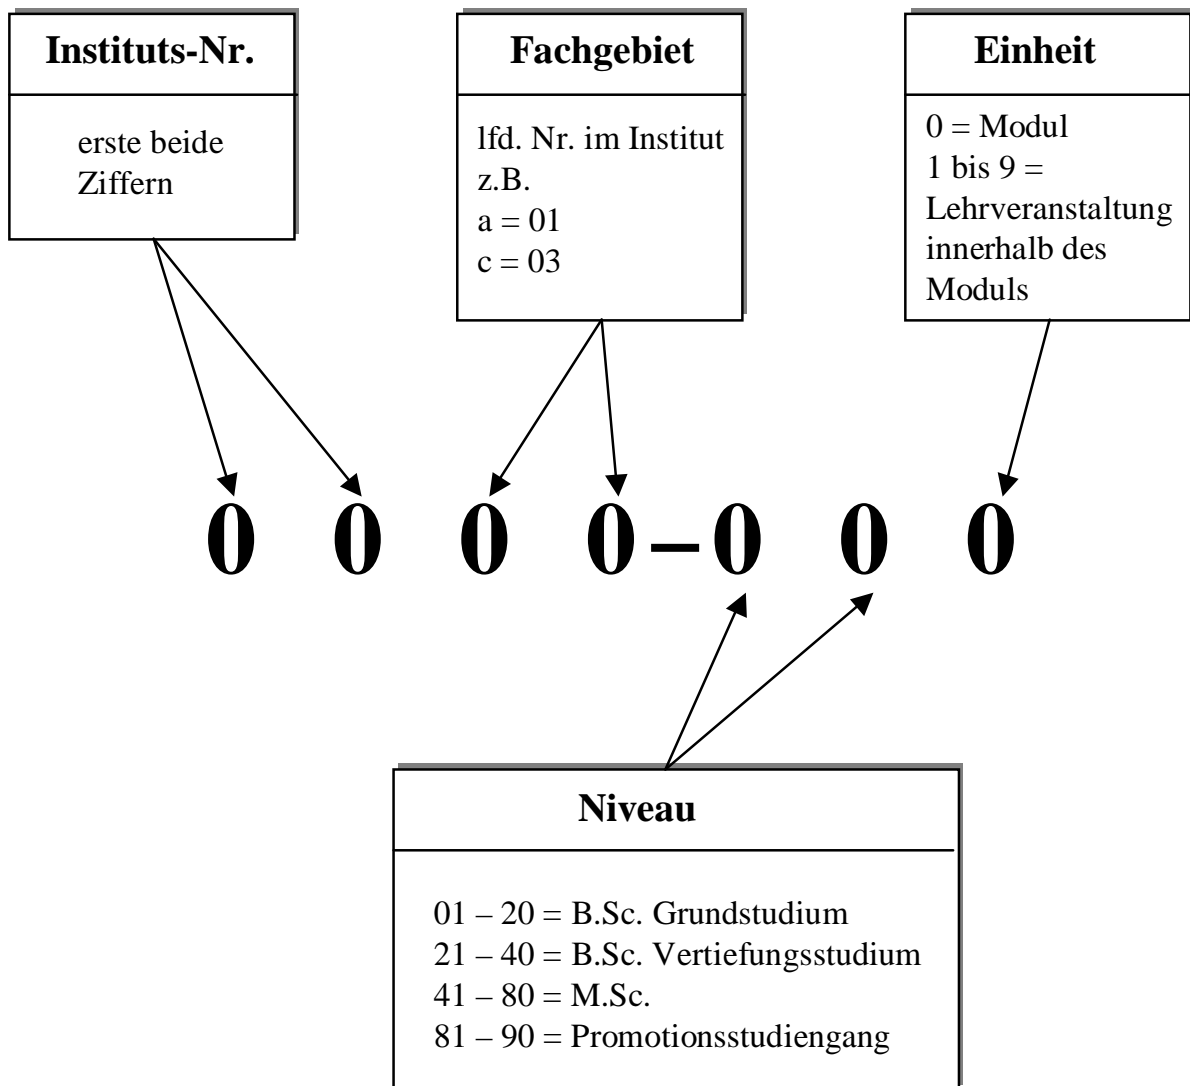 Instituts-Nr.
erste beide
Ziffern
Fachgebiet
lfd. Nr. im Institut
z.B.
a = 01
c = 03
Einheit
0 = Modul
1 bis 9 =
Lehrveranstaltung
innerhalb des
Moduls
0 0 0 0 – 0 0 0
Niveau
01 – 20 = B.Sc. Grundstudium
21 – 40 = B.Sc. Vertiefungsstudium
41 – 80 = M.Sc.
81 – 90 = Promotionsstudiengang